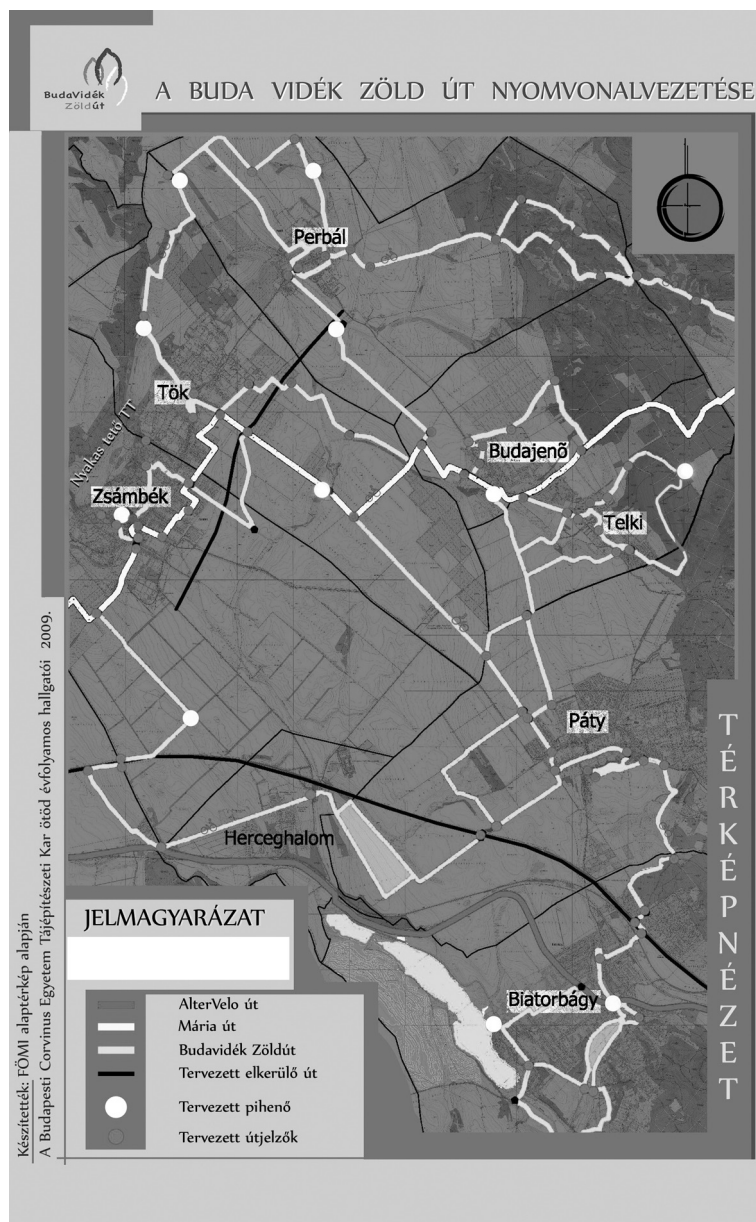 BudaVidék
Zöldút
A BUDA VIDÉK ZÖLD ÚT NYOMVONALVEZETÉSE
Perbál
Tök
Nyakas tető TT
Zsámbék
Budajenő
Telki
Páty
Herceghalom
Biatorbágy
TÉRKÉPNÉZET
JELMAGYARÁZAT
AlterVelo út
Mária út
Budavidék Zöldút
Tervezett elkerülő út
Tervezett pihenő
Tervezett útjelzők
Készítették: FÖMI alaptérkép alapján
A Budapesti Corvinus Egyetem Tájépítészeti Kar ötöd évfolyamos hallgatói 2009.